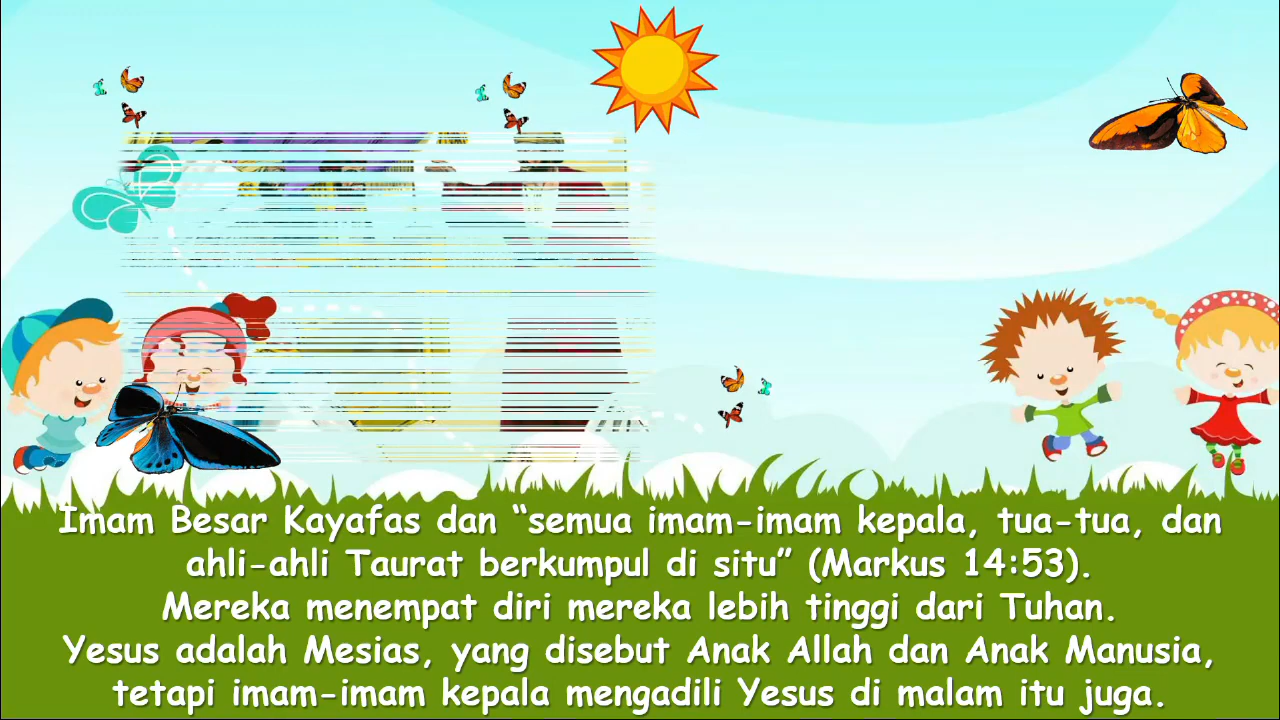 Imam Besar Kayafas dan “semua imam-imam kepala, tua-tua, dan
ahli-ahli Taurat berkumpul di situ” (Markus 14:53).
Mereka menempat diri mereka lebih tinggi dari Tuhan.
Yesus adalah Mesias, yang disebut Anak Allah dan Anak Manusia,
tetapi imam-imam kepala mengadili Yesus di malam itu juga.